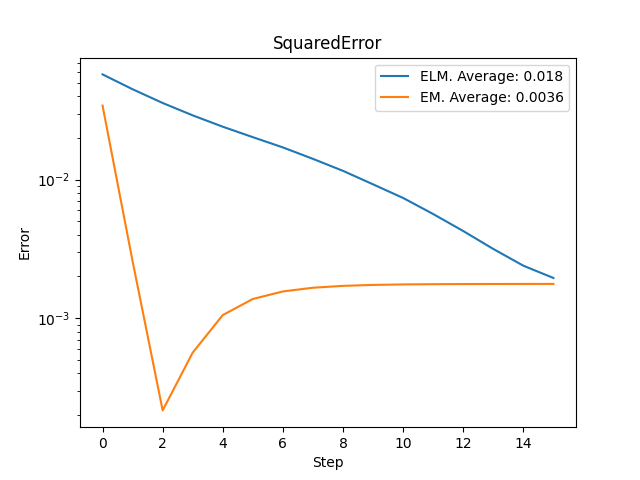 SquaredError
ELM. Average: 0.018
EM. Average: 0.0036
Error
10⁻²
10⁻³
0 2 4 6 8 10 12 14
Step